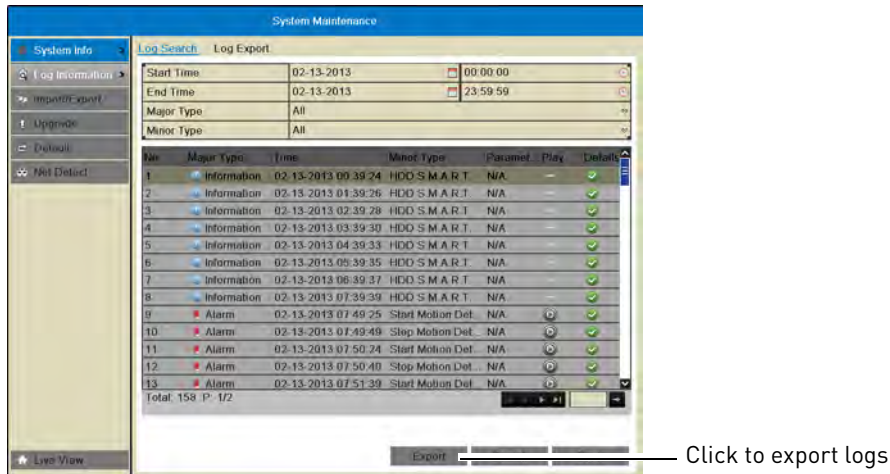 System Maintenance
System Info
Log Information
Import/Export
Upgrade
Default
Net Detect
Live View
Log Search Log Export
Start Time 02-13-2013 00:00:00
End Time 02-13-2013 23:59:59
Major Type All
Minor Type All
No. Major Type Time Minor Type Paramet... Play Details
1 Information 02-13-2013 00:39:24 HDD S.M.A.R.T. N/A
2 Information 02-13-2013 01:39:26 HDD S.M.A.R.T. N/A
3 Information 02-13-2013 02:39:28 HDD S.M.A.R.T. N/A
4 Information 02-13-2013 03:39:30 HDD S.M.A.R.T. N/A
5 Information 02-13-2013 04:39:33 HDD S.M.A.R.T. N/A
6 Information 02-13-2013 05:39:35 HDD S.M.A.R.T. N/A
7 Information 02-13-2013 06:39:37 HDD S.M.A.R.T. N/A
8 Information 02-13-2013 07:39:39 HDD S.M.A.R.T. N/A
9 Alarm 02-13-2013 07:49:25 Start Motion Det... N/A
10 Alarm 02-13-2013 07:49:49 Stop Motion Det... N/A
11 Alarm 02-13-2013 07:50:24 Start Motion Det... N/A
12 Alarm 02-13-2013 07:50:40 Stop Motion Det... N/A
13 Alarm 02-13-2013 07:51:39 Start Motion Det... N/A
Total: 158 P: 1/2
Export
Click to export logs